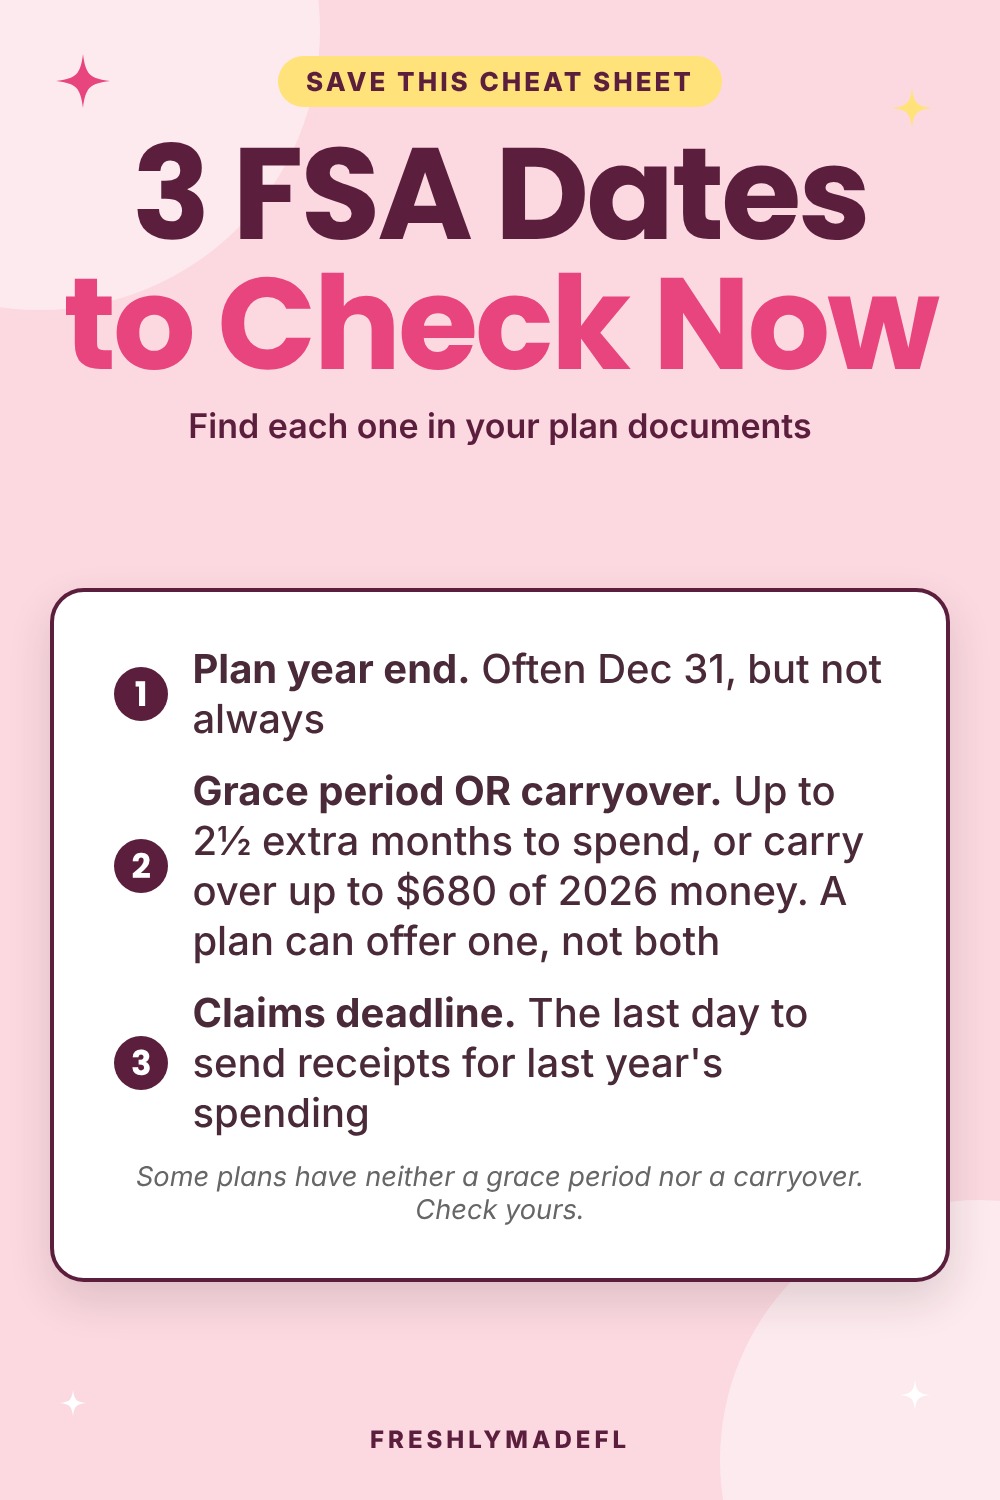 SAVE THIS CHEAT SHEET
3 FSA Dates
to Check Now
Find each one in your plan documents
1 Plan year end. Often Dec 31, but not
always
2 Grace period OR carryover. Up to
2½ extra months to spend, or carry
over up to $680 of 2026 money. A
plan can offer one, not both
3 Claims deadline. The last day to
send receipts for last year's
spending
Some plans have neither a grace period nor a carryover.
Check yours.
FRESHLYMADEFL